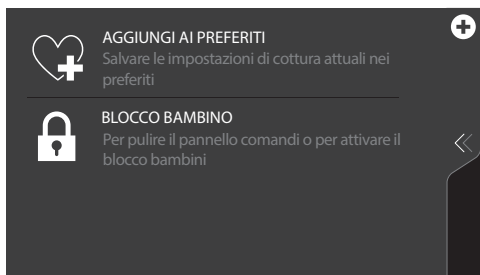 AGGIUNGI AI PREFERITI
Salvare le impostazioni di cottura attuali nei
preferiti
BLOCCO BAMBINO
Per pulire il pannello comandi o per attivare il
blocco bambini